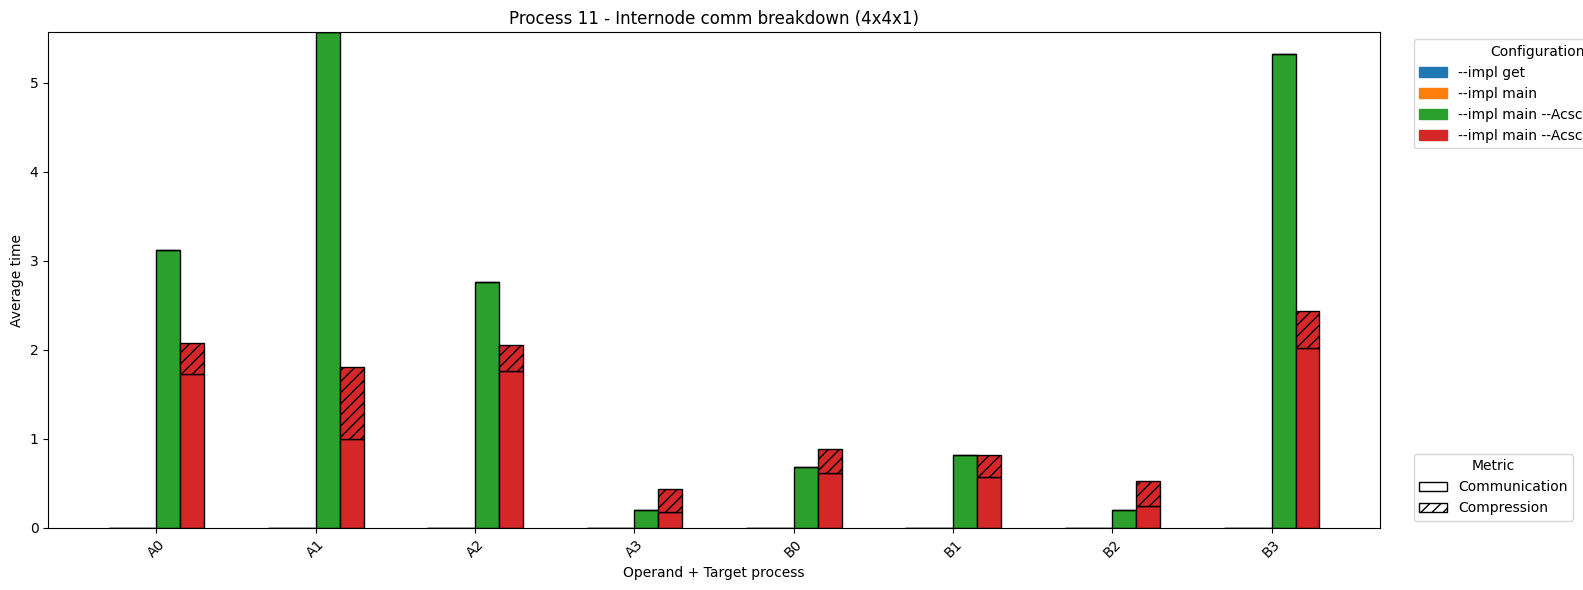 Process 11 - Internode comm breakdown (4x4x1)
Average time
5
4
3
2
1
0
A0
A1
A2
A3
B0
B1
B2
B3
Operand + Target process
Configuration
--impl get
--impl main
--impl main --Acsc
--impl main --Acsc
Metric
Communication
Compression